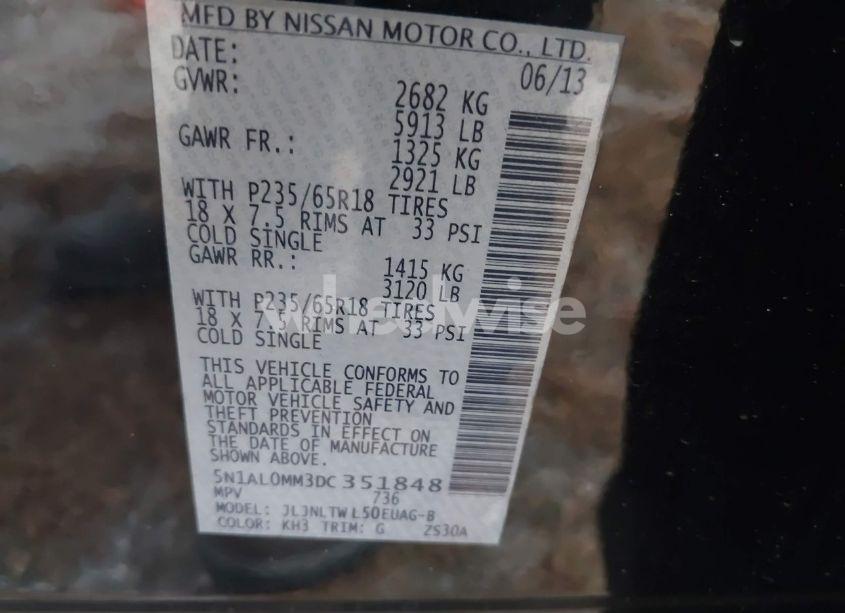 MFD BY NISSAN MOTOR CO., LTD.
DATE: 06/13
GVWR: 2682 KG
5913 LB
GAWR FR.: 1325 KG
2921 LB
WITH P235/65R18 TIRES
18 X 7.5 RIMS AT 33 PSI
COLD SINGLE
GAWR RR.: 1415 KG
3120 LB
WITH P235/65R18 TIRES
18 X 7.5 RIMS AT 33 PSI
COLD SINGLE
wheelwise
THIS VEHICLE CONFORMS TO
ALL APPLICABLE FEDERAL
MOTOR VEHICLE SAFETY AND
THEFT PREVENTION
STANDARDS IN EFFECT ON
THE DATE OF MANUFACTURE
SHOWN ABOVE.
5N1AL0MM3DC351848
MPV 736
MODEL: JLJNLTW L50EUAG-B
COLOR: KH3 TRIM: G ZS30A